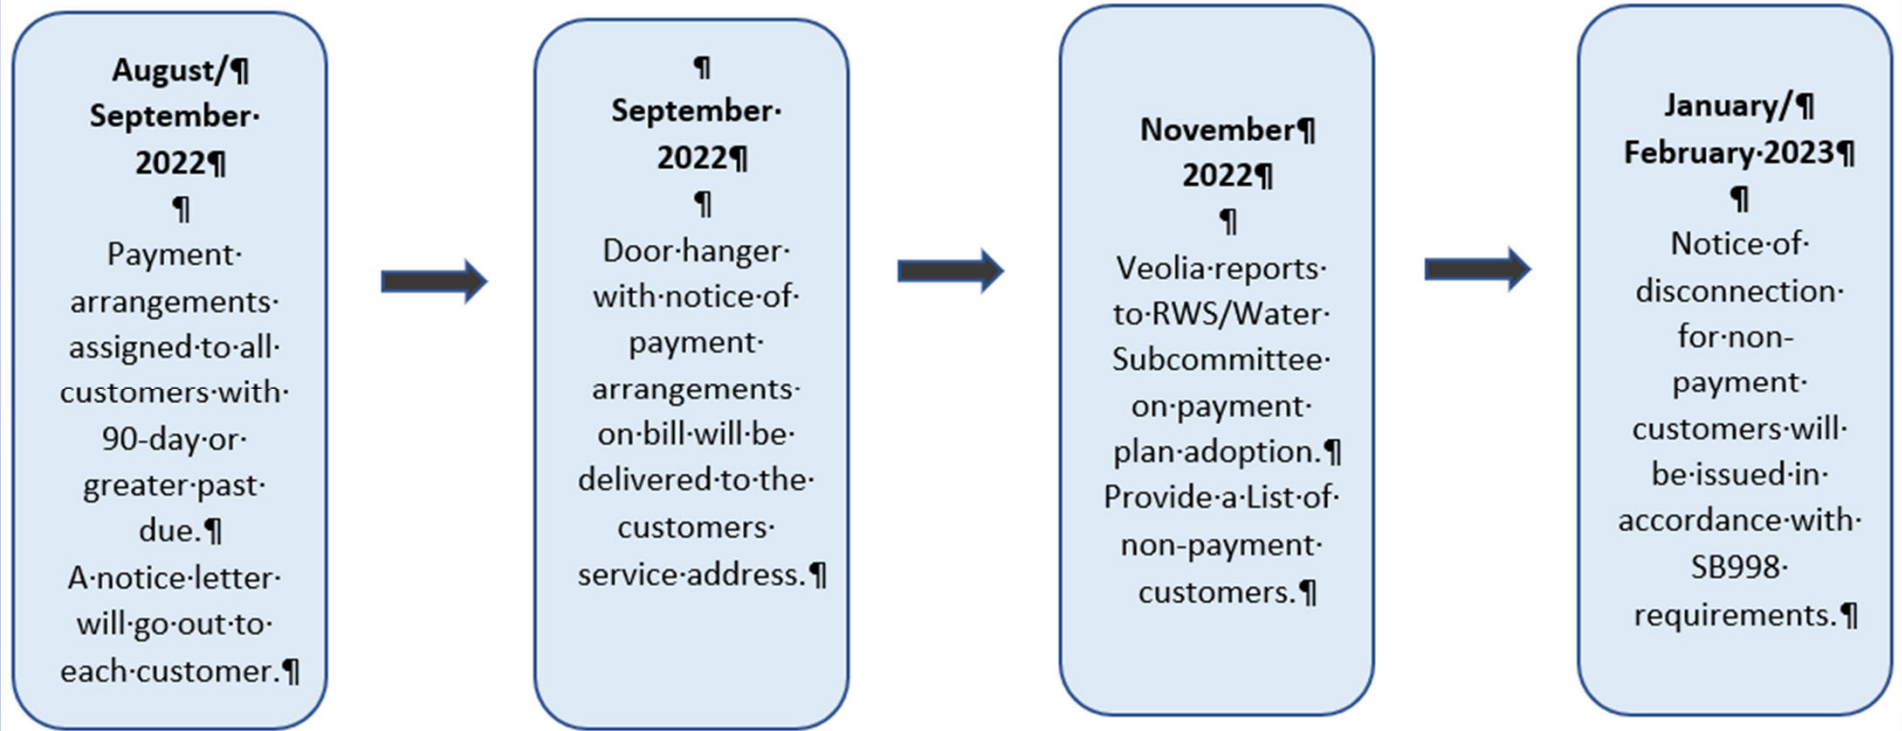 August/¶
September·
2022¶
¶
Payment·
arrangements·
assigned·to·all·
customers·with·
90-day·or·
greater·past·
due.¶
A·notice·letter·
will·go·out·to·
each·customer.¶
¶
September·
2022¶
¶
Door·hanger·
with·notice·of·
payment·
arrangements·
on·bill·will·be·
delivered·to·the·
customers·
service·address.¶
November¶
2022¶
¶
Veolia·reports·
to·RWS/Water·
Subcommittee·
on·payment·
plan·adoption.¶
Provide·a·List·of·
non-payment·
customers.¶
January/¶
February·2023¶
¶
Notice·of·
disconnection·
for·non-
payment·
customers·will·
be·issued·in·
accordance·with·
SB998·
requirements.¶